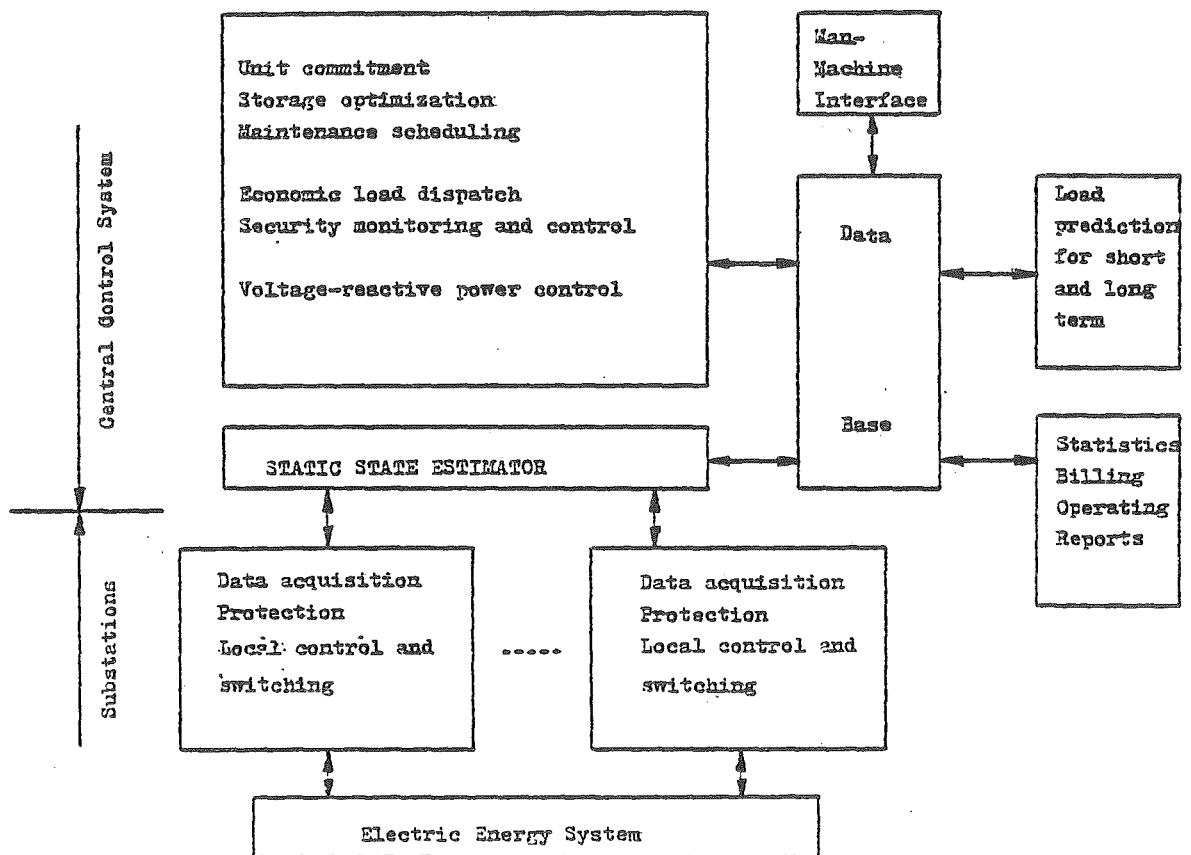 Unit commitment
Storage optimization
Maintenance scheduling
Economic load dispatch
Security monitoring and control
Voltage-reactive power control
Man-
Machine
Interface
Data
Base
Load
prediction
for short
and long
term
Central Control System
STATIC STATE ESTIMATOR
Statistics
Billing
Operating
Reports
Substations
Data acquisition
Protection
Local control and
switching
-----
Data acquisition
Protection
Local control and
switching
Electric Energy System